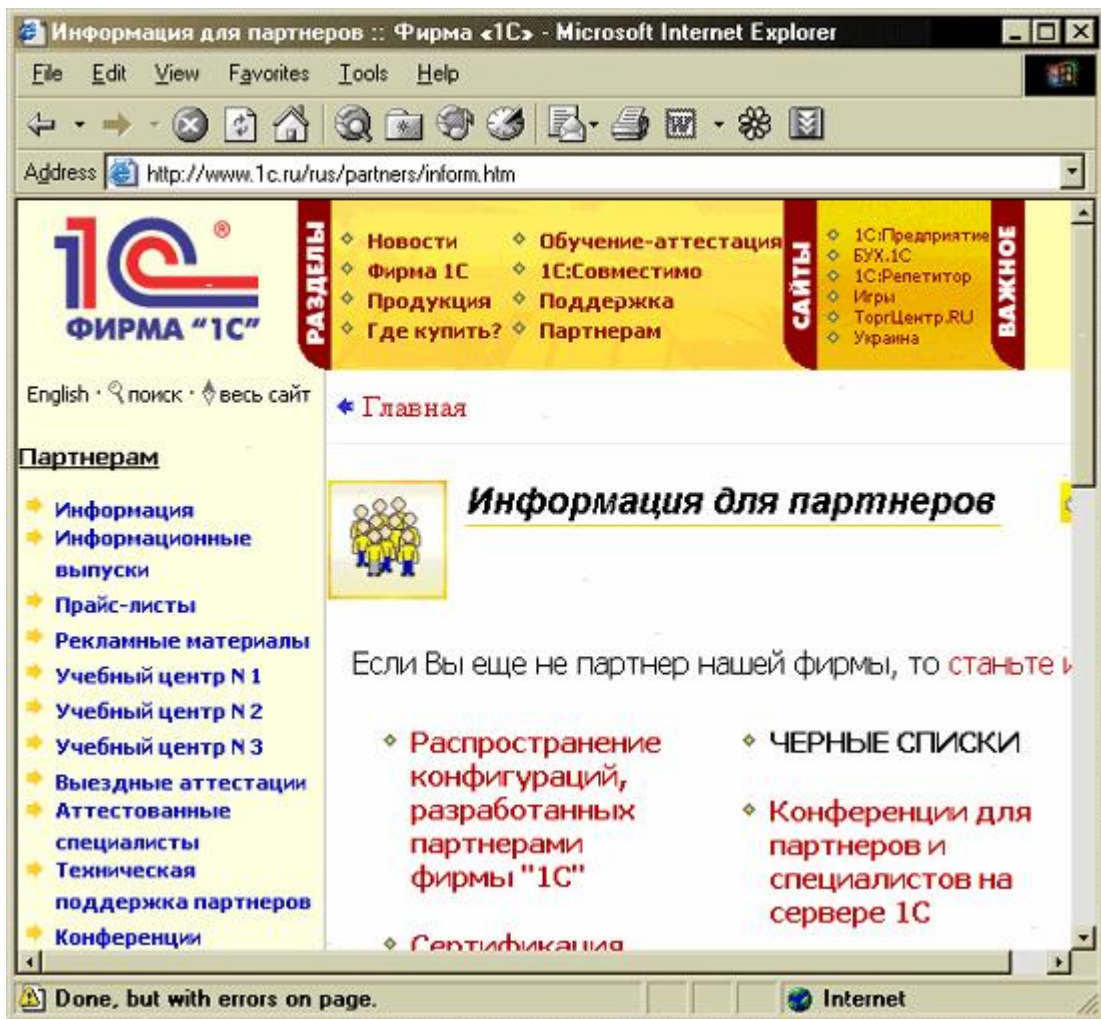 Информация для партнеров :: Фирма «1С» - Microsoft Internet Explorer
File Edit View Favorites Tools Help
Address http://www.1c.ru/rus/partners/inform.htm
1С®
ФИРМА "1С"
РАЗДЕЛЫ
Новости
Фирма 1С
Продукция
Где купить?
Обучение-аттестация
1С:Совместимо
Поддержка
Партнерам
САЙТЫ
1С:Предприятие
БУХ.1С
1С:Репетитор
Игры
ТоргЦентр.RU
Украина
ВАЖНОЕ
English · поиск · весь сайт
Партнерам
Информация
Информационные
выпуски
Прайс-листы
Рекламные материалы
Учебный центр N 1
Учебный центр N 2
Учебный центр N 3
Выездные аттестации
Аттестованные
специалисты
Техническая
поддержка партнеров
Конференции
Главная
Информация для партнеров
Если Вы еще не партнер нашей фирмы, то станьте
Распространение
конфигураций,
разработанных
партнерами
фирмы "1С"
Сертификация
ЧЕРНЫЕ СПИСКИ
Конференции для
партнеров и
специалистов на
сервере 1С
Done, but with errors on page.
Internet